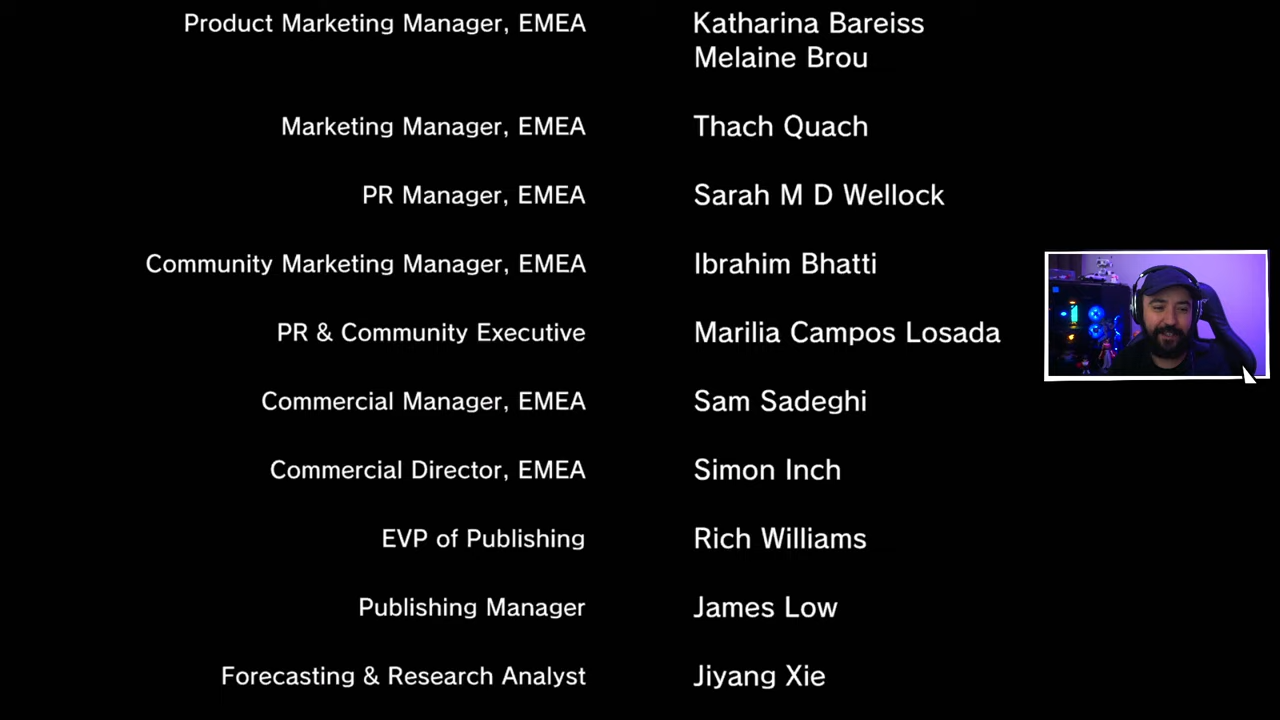 Product Marketing Manager, EMEA Katharina Bareiss
Melaine Brou
Marketing Manager, EMEA Thach Quach
PR Manager, EMEA Sarah M D Wellock
Community Marketing Manager, EMEA Ibrahim Bhatti
PR & Community Executive Marilia Campos Losada
Commercial Manager, EMEA Sam Sadeghi
Commercial Director, EMEA Simon Inch
EVP of Publishing Rich Williams
Publishing Manager James Low
Forecasting & Research Analyst Jiyang Xie